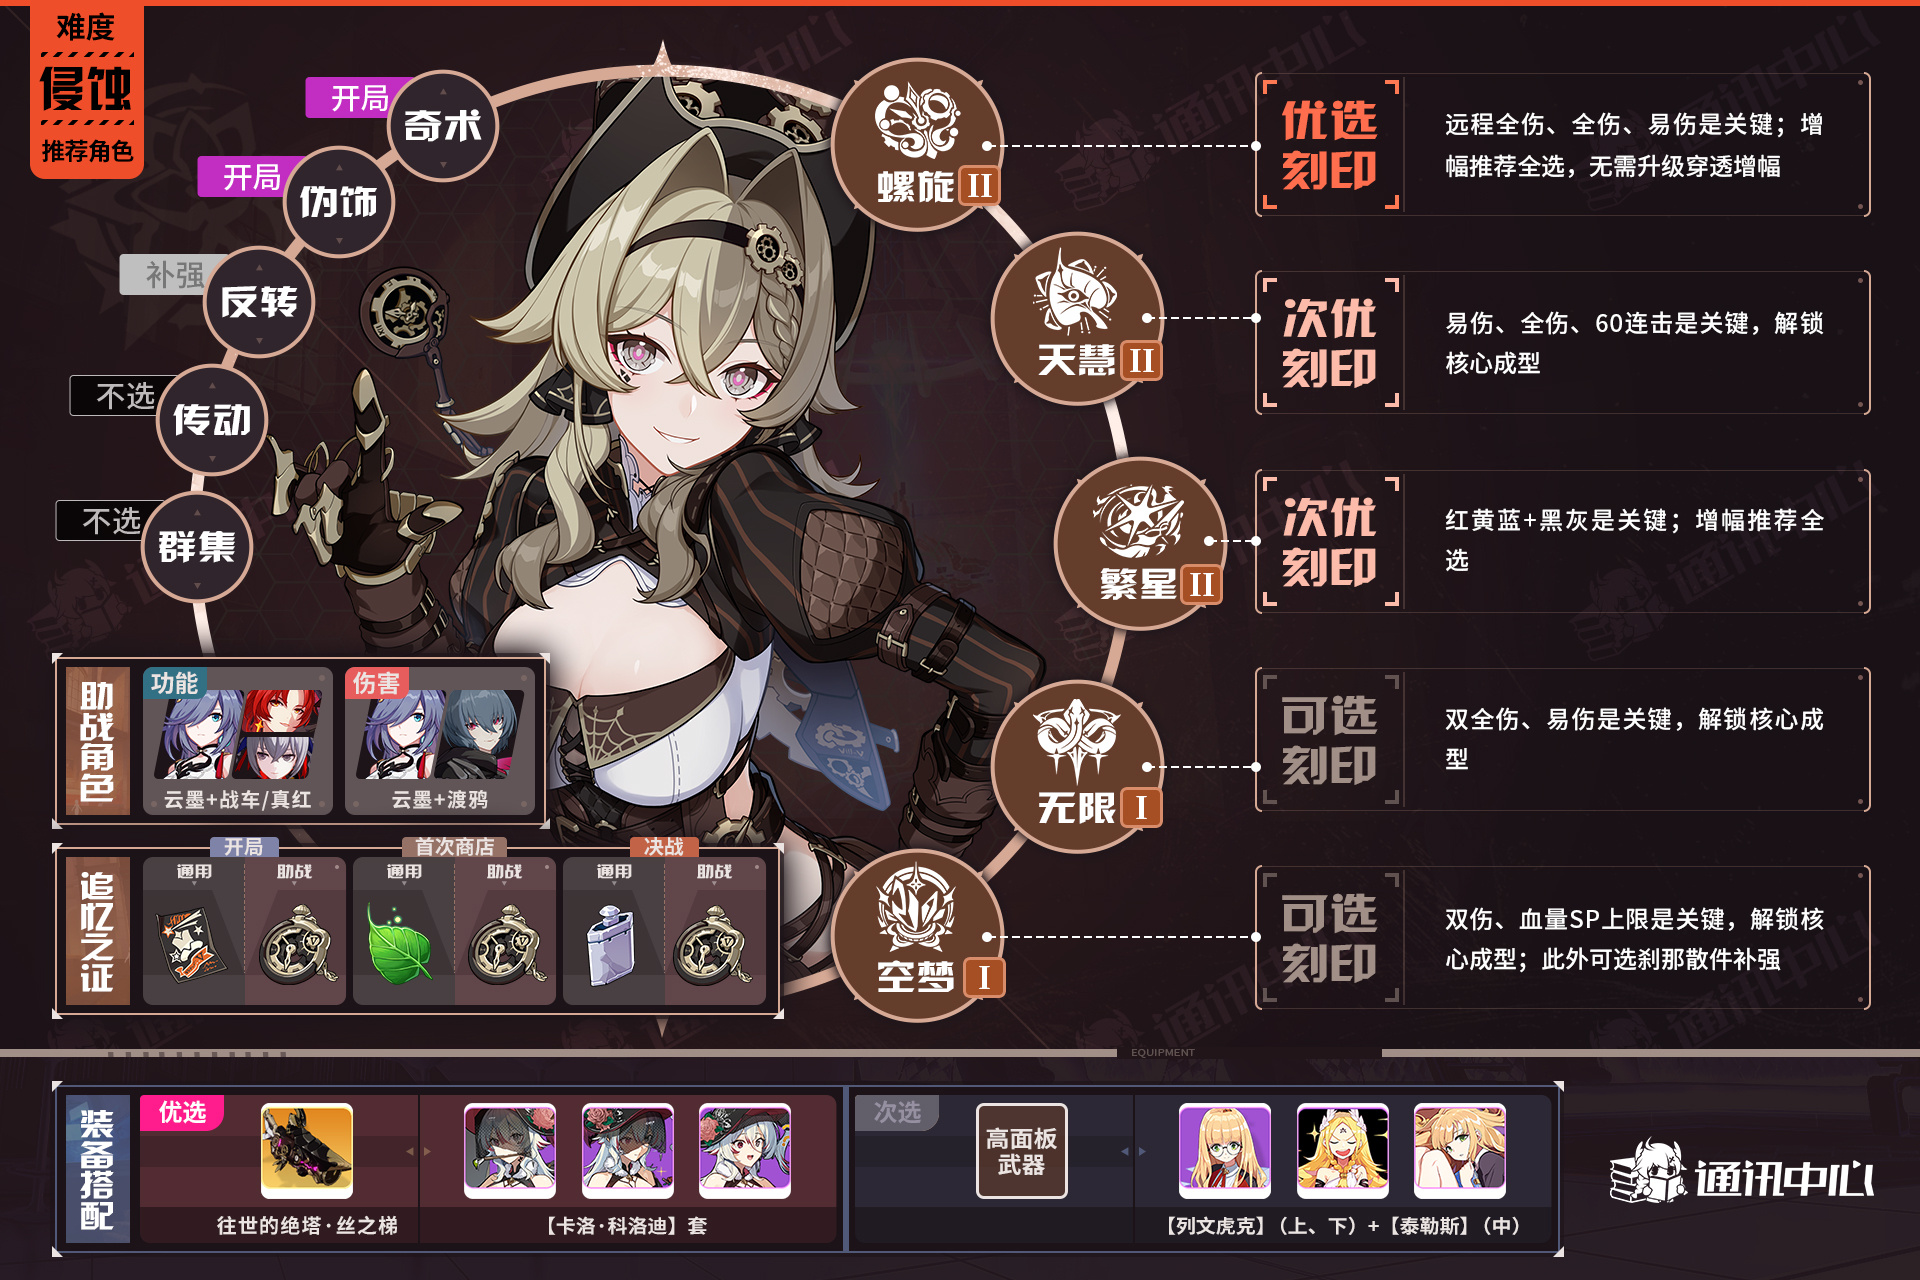 难度
侵蚀
推荐角色
开局
奇术
开局
伪饰
补强
反转
不选
传动
不选
群集
螺旋 II
优选
刻印
远程全伤、全伤、易伤是关键；增
幅推荐全选，无需升级穿透增幅
天慧 II
次优
刻印
易伤、全伤、60连击是关键，解锁
核心成型
繁星 II
次优
刻印
红黄蓝+黑灰是关键；增幅推荐全
选
无限 I
可选
刻印
双全伤、易伤是关键，解锁核心成
型
空梦 I
可选
刻印
双伤、血量SP上限是关键，解锁核
心成型；此外可选刹那散件补强
助战角色
功能
云墨+战车/真红
伤害
云墨+渡鸦
追忆之证
开局
通用
助战
首次商店
通用
助战
决战
通用
助战
EQUIPMENT
装备搭配
优选
往世的绝塔·丝之梯
【卡洛·科洛迪】套
次选
高面板
武器
【列文虎克】（上、下）+【泰勒斯】（中）
通讯中心